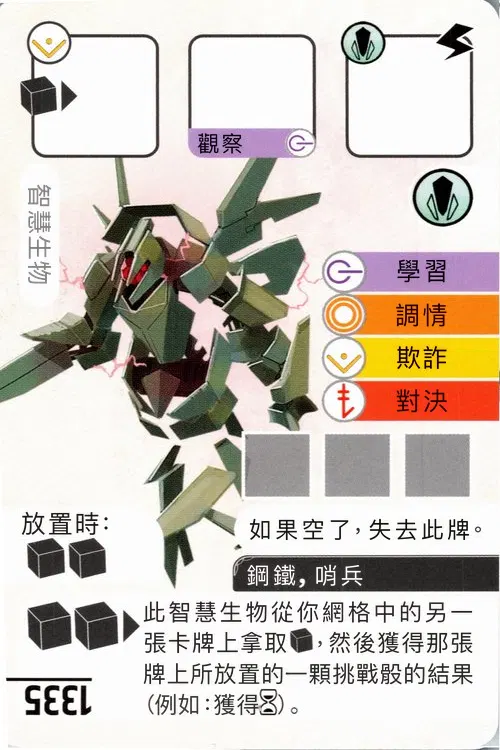 觀察
智慧生物
學習
調情
欺詐
對決
放置時：
如果空了，失去此牌。
鋼鐵，哨兵
此智慧生物從你網格中的另一
張卡牌上拿取，然後獲得那張
牌上所放置的一顆挑戰骰的結果
（例如：獲得）。
1335